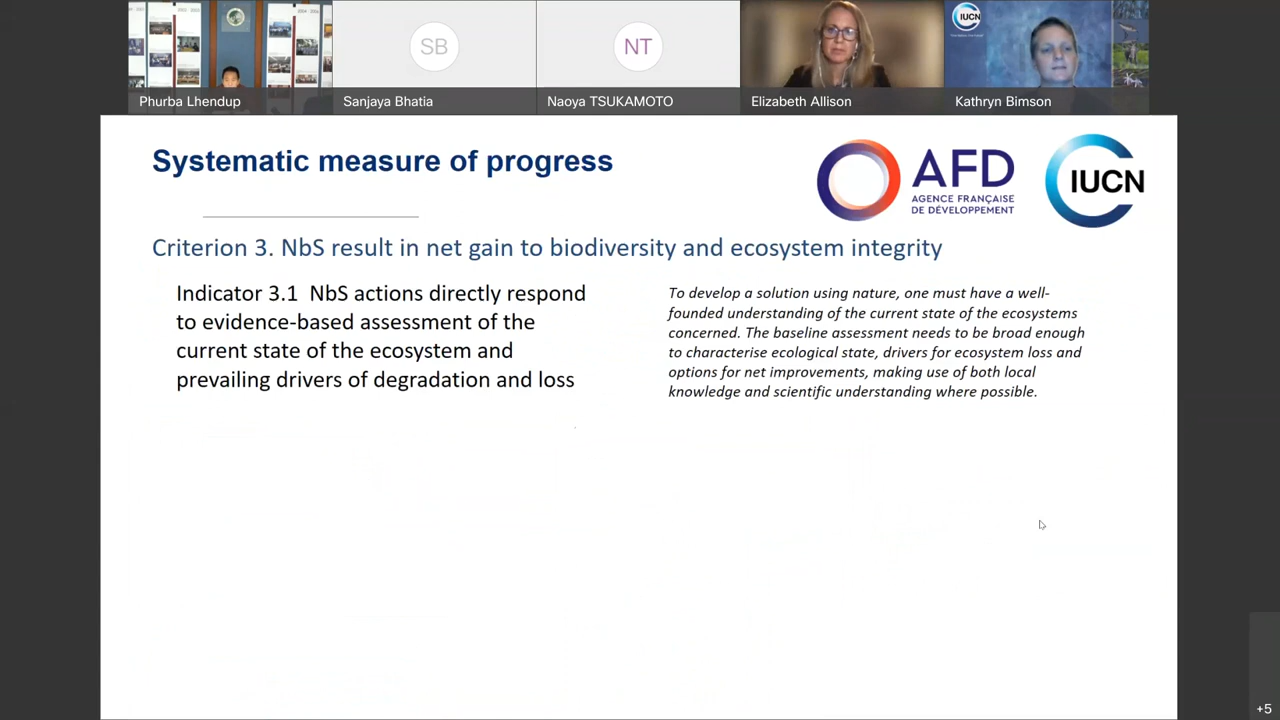 SB
NT
IUCN
Phurba Lhendup
Sanjaya Bhatia
Naoya TSUKAMOTO
Elizabeth Allison
Kathryn Bimson
Systematic measure of progress
AFD
AGENCE FRANÇAISE
DE DÉVELOPPEMENT
IUCN
Criterion 3. NbS result in net gain to biodiversity and ecosystem integrity
Indicator 3.1 NbS actions directly respond
to evidence-based assessment of the
current state of the ecosystem and
prevailing drivers of degradation and loss
To develop a solution using nature, one must have a well-
founded understanding of the current state of the ecosystems
concerned. The baseline assessment needs to be broad enough
to characterise ecological state, drivers for ecosystem loss and
options for net improvements, making use of both local
knowledge and scientific understanding where possible.
+5